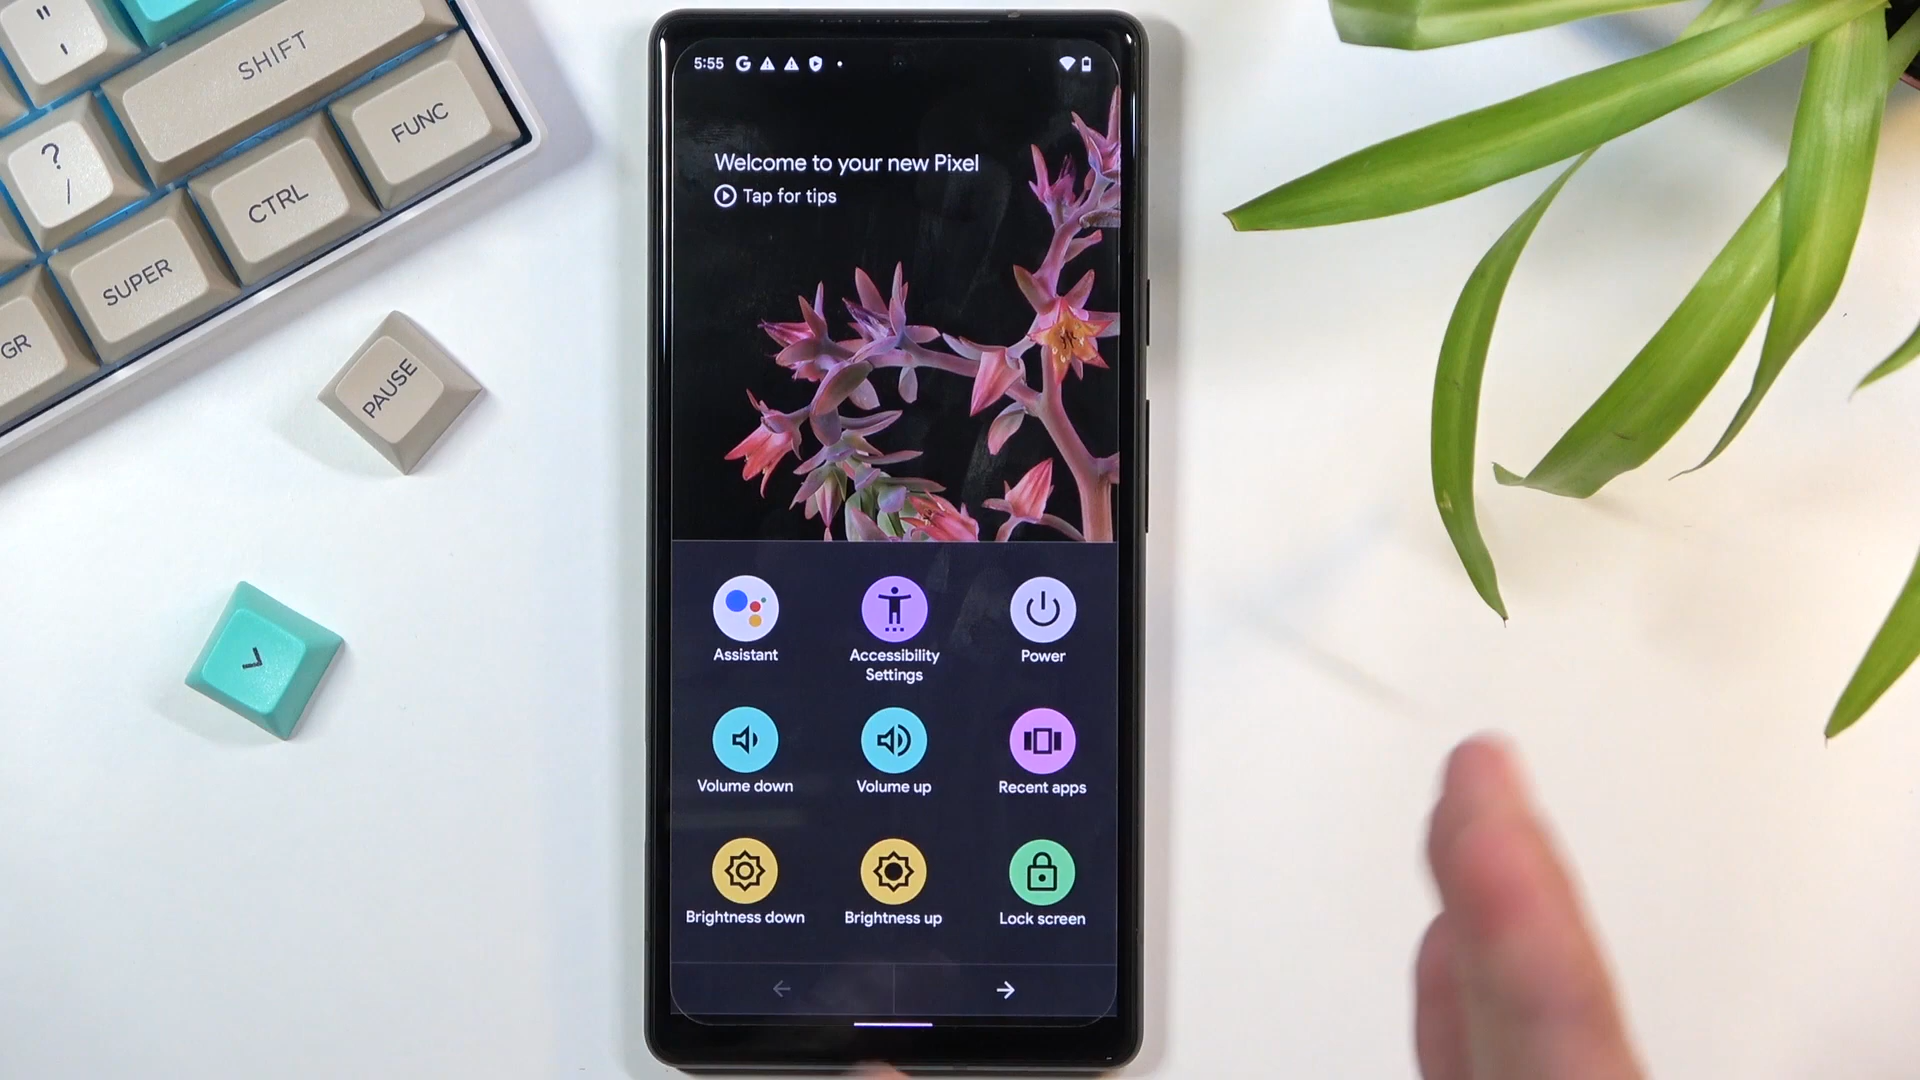 "
'
SHIFT
?
/
CTRL
FUNC
SUPER
GR
PAUSE
5:55 G
Welcome to your new Pixel
Tap for tips
Assistant
Accessibility
Settings
Power
Volume down
Volume up
Recent apps
Brightness down
Brightness up
Lock screen